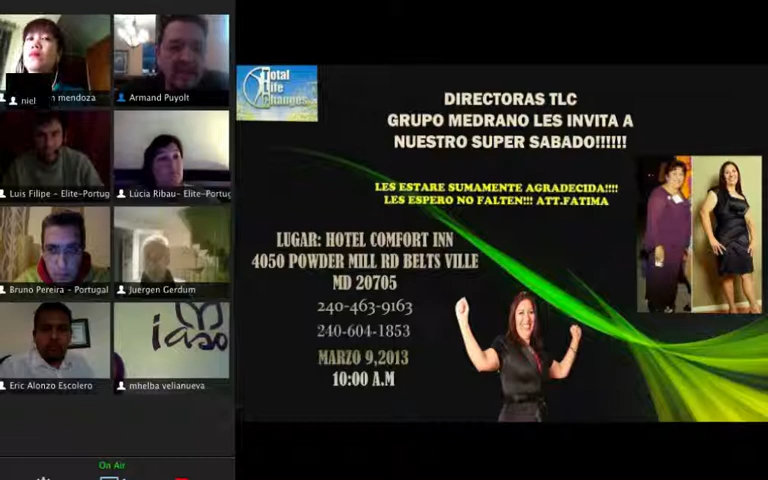 niel
n mendoza
Armand Puyolt
Luis Filipe - Elite-Portug
Lúcia Ribau- Elite-Portug
Bruno Pereira - Portugal
Juergen Gerdum
iaso
Eric Alonzo Escolero
mhelba velianueva
On Air
Total
Life
Changes
DIRECTORAS TLC
GRUPO MEDRANO LES INVITA A
NUESTRO SUPER SABADO!!!!!!
LES ESTARE SUMAMENTE AGRADECIDA!!!!
LES ESPERO NO FALTEN!!! ATT.FATIMA
LUGAR: HOTEL COMFORT INN
4050 POWDER MILL RD BELTS VILLE
MD 20705
240-463-9163
240-604-1853
MARZO 9,2013
10:00 A.M